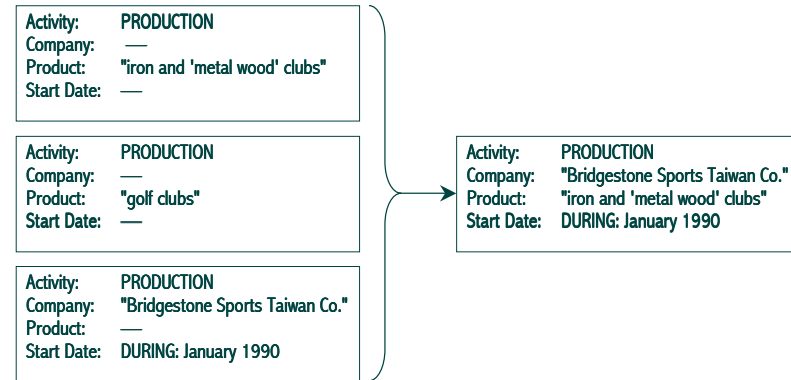 Activity: PRODUCTION
Company: —
Product: "iron and 'metal wood' clubs"
Start Date: —
Activity: PRODUCTION
Company: —
Product: "golf clubs"
Start Date: —
Activity: PRODUCTION
Company: "Bridgestone Sports Taiwan Co."
Product: —
Start Date: DURING: January 1990
Activity: PRODUCTION
Company: "Bridgestone Sports Taiwan Co."
Product: "iron and 'metal wood' clubs"
Start Date: DURING: January 1990